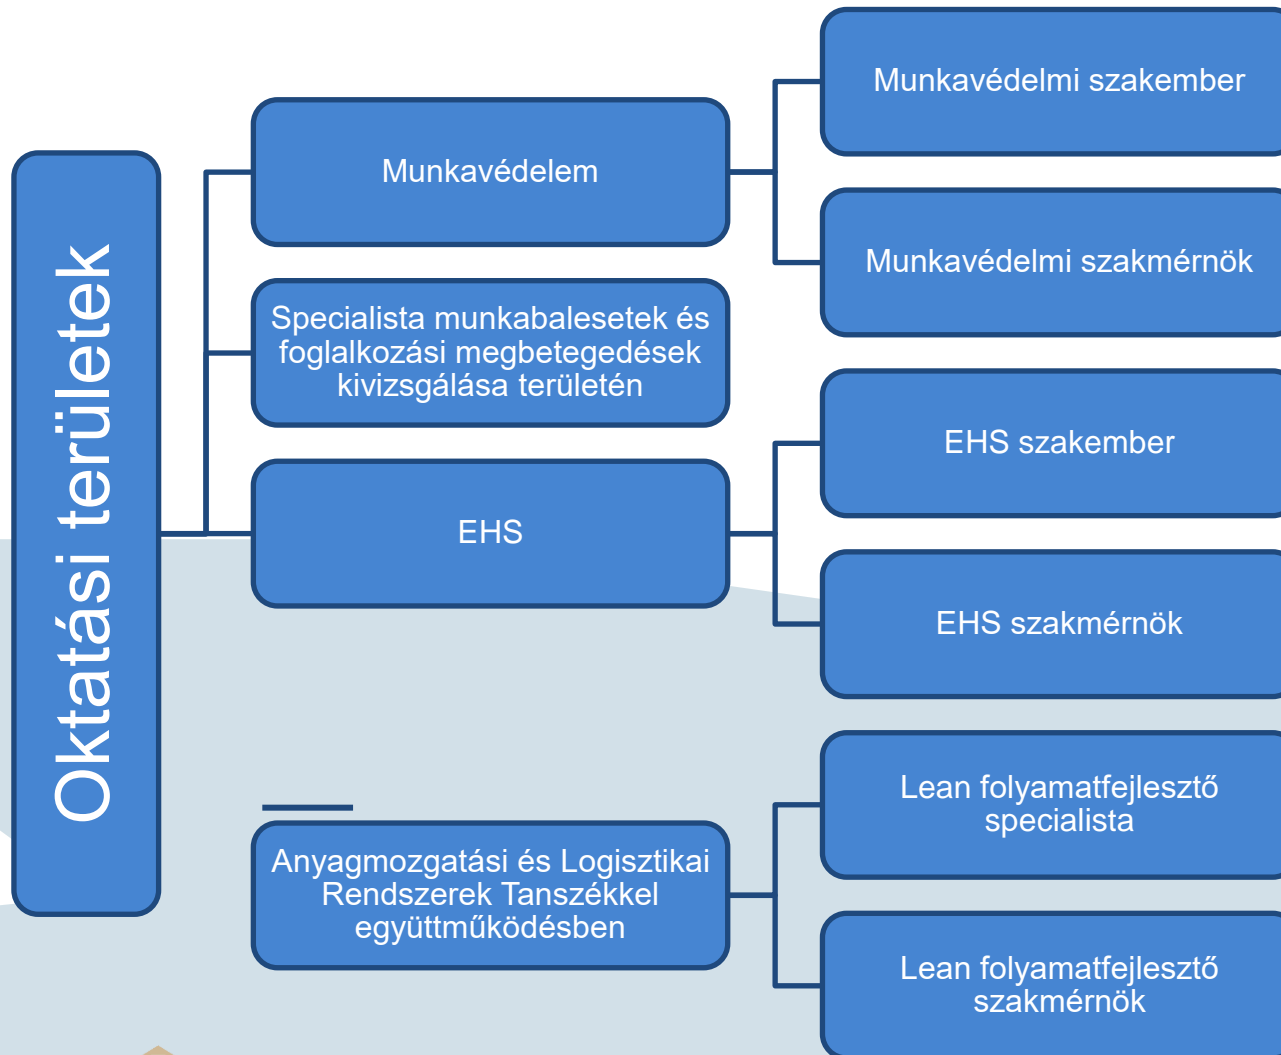 Oktatási területek
Munkavédelem
Munkavédelmi szakember
Munkavédelmi szakmérnök
Specialista munkabalesetek és
foglalkozási megbetegedések
kivizsgálása területén
EHS
EHS szakember
EHS szakmérnök
Anyagmozgatási és Logisztikai
Rendszerek Tanszékkel
együttműködésben
Lean folyamatfejlesztő
specialista
Lean folyamatfejlesztő
szakmérnök